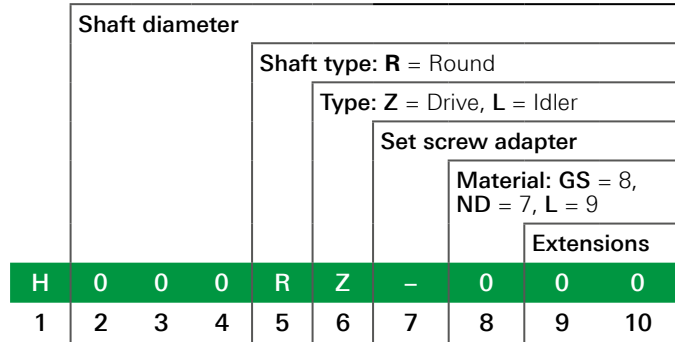 Shaft diameter
Shaft type: R = Round
Type: Z = Drive, L = Idler
Set screw adapter
Material: GS = 8,
ND = 7, L = 9
Extensions
H 0 0 0 R Z – 0 0 0
1 2 3 4 5 6 7 8 9 10